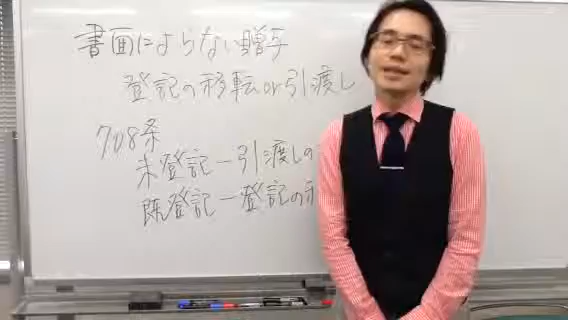 書面によらない贈与
登記の移転or引渡し
708条
未登記ー引渡しの
既登記ー登記の移